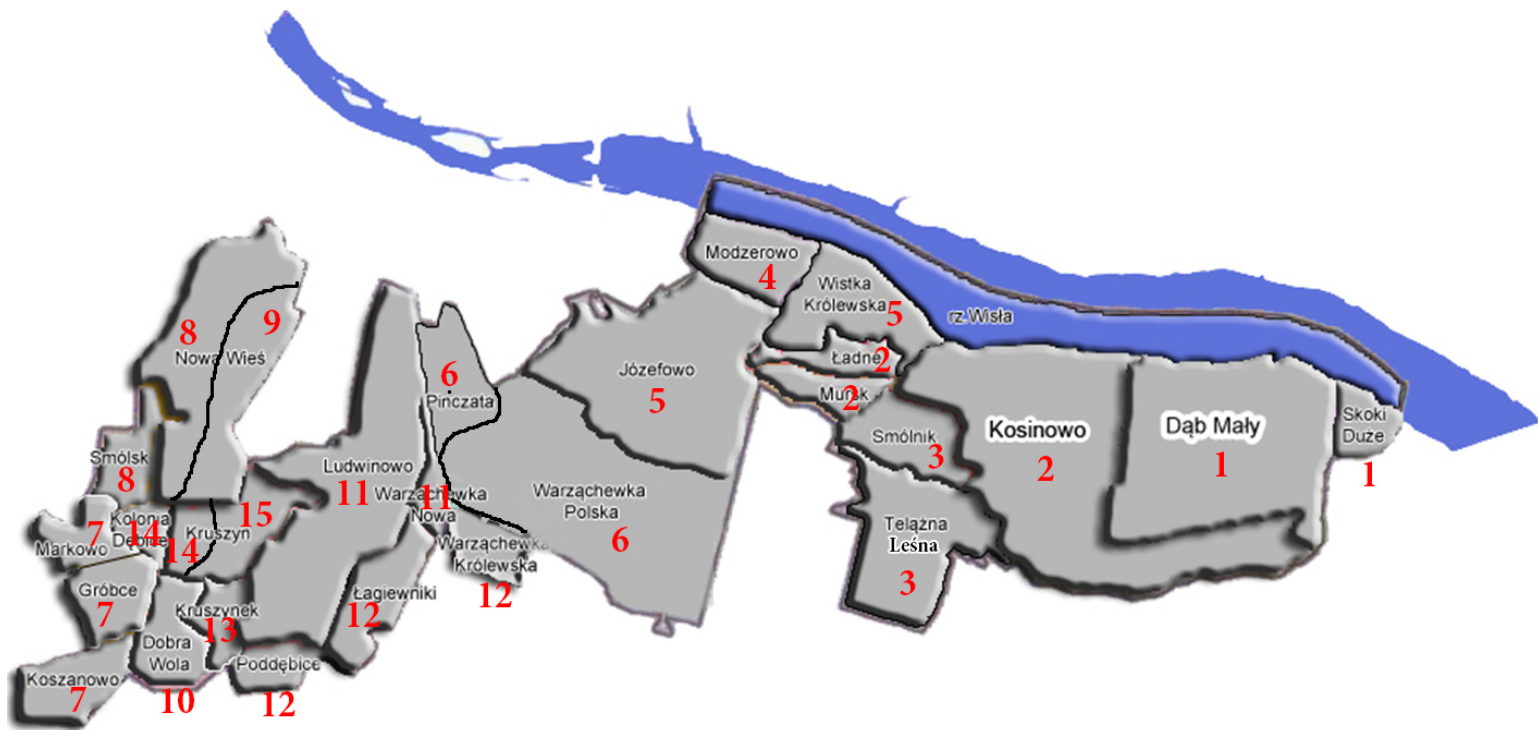 Modzerowo
4
Wistka
Królewska
5
rz.Wisła
8
9
Nowa Wieś
Ładne
2
6
Pinczata
Józefowo
5
Mursk
2
Skoki
Duże
1
Kosinowo
2
Dąb Mały
1
Smólnik
3
Smólsk
8
Ludwinowo
11
Warząchewka
Nowa
11
Warząchewka
Polska
6
15
Kruszyn
14
7
Kolonia
Dębice
14
Markowo
Telążna
Leśna
3
Warząchewka
Królewska
12
Gróbce
7
Łagiewniki
12
Kruszynek
13
Dobra
Wola
10
Poddębice
12
Koszanowo
7